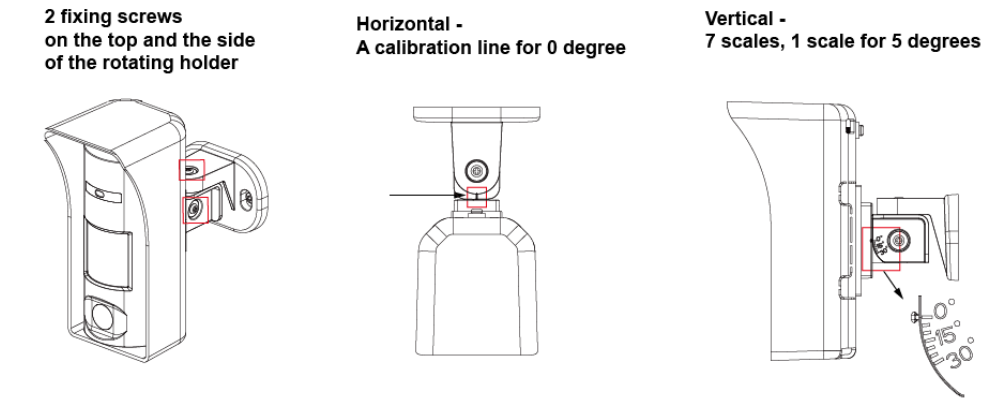 2 fixing screws
on the top and the side
of the rotating holder
Horizontal -
A calibration line for 0 degree
Vertical -
7 scales, 1 scale for 5 degrees
0°
15°
30°